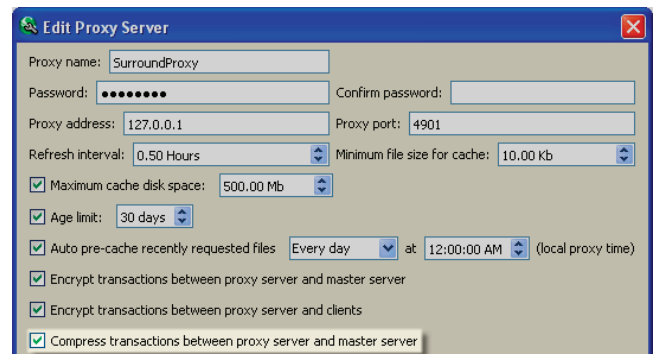 Edit Proxy Server
Proxy name: SurroundProxy
Password: ●●●●●●●● Confirm password:
Proxy address: 127.0.0.1 Proxy port: 4901
Refresh interval: 0.50 Hours Minimum file size for cache: 10.00 Kb
Maximum cache disk space: 500.00 Mb
Age limit: 30 days
Auto pre-cache recently requested files Every day at 12:00:00 AM (local proxy time)
Encrypt transactions between proxy server and master server
Encrypt transactions between proxy server and clients
Compress transactions between proxy server and master server